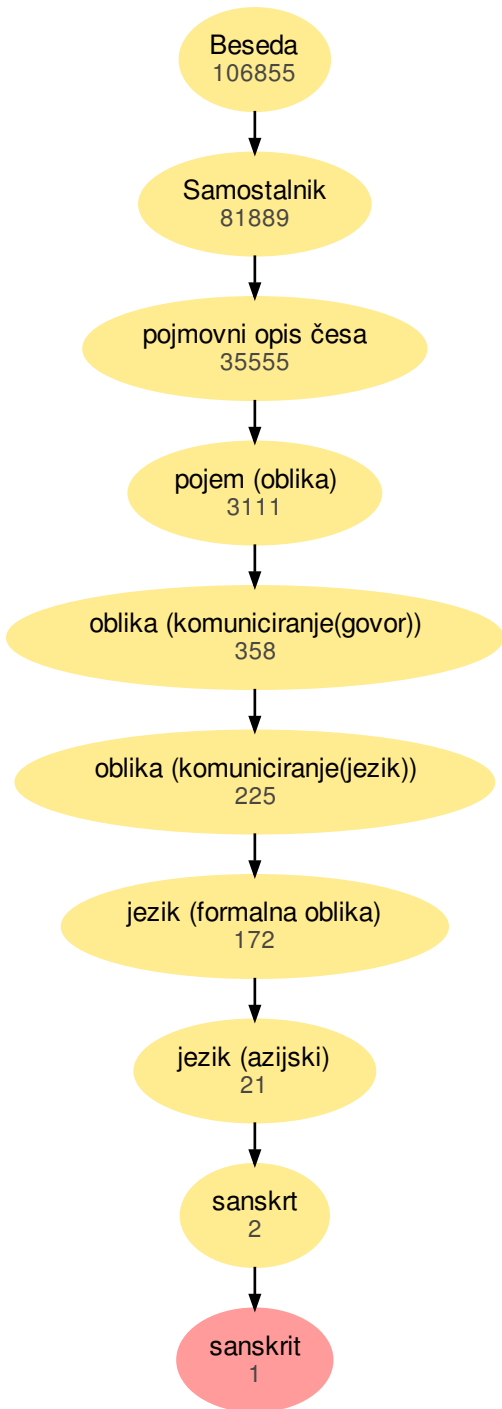 Beseda
106855
Samostalnik
81889
pojmovni opis česa
35555
pojem (oblika)
3111
oblika (komuniciranje(govor))
358
oblika (komuniciranje(jezik))
225
jezik (formalna oblika)
172
jezik (azijski)
21
sanskrt
2
sanskrit
1